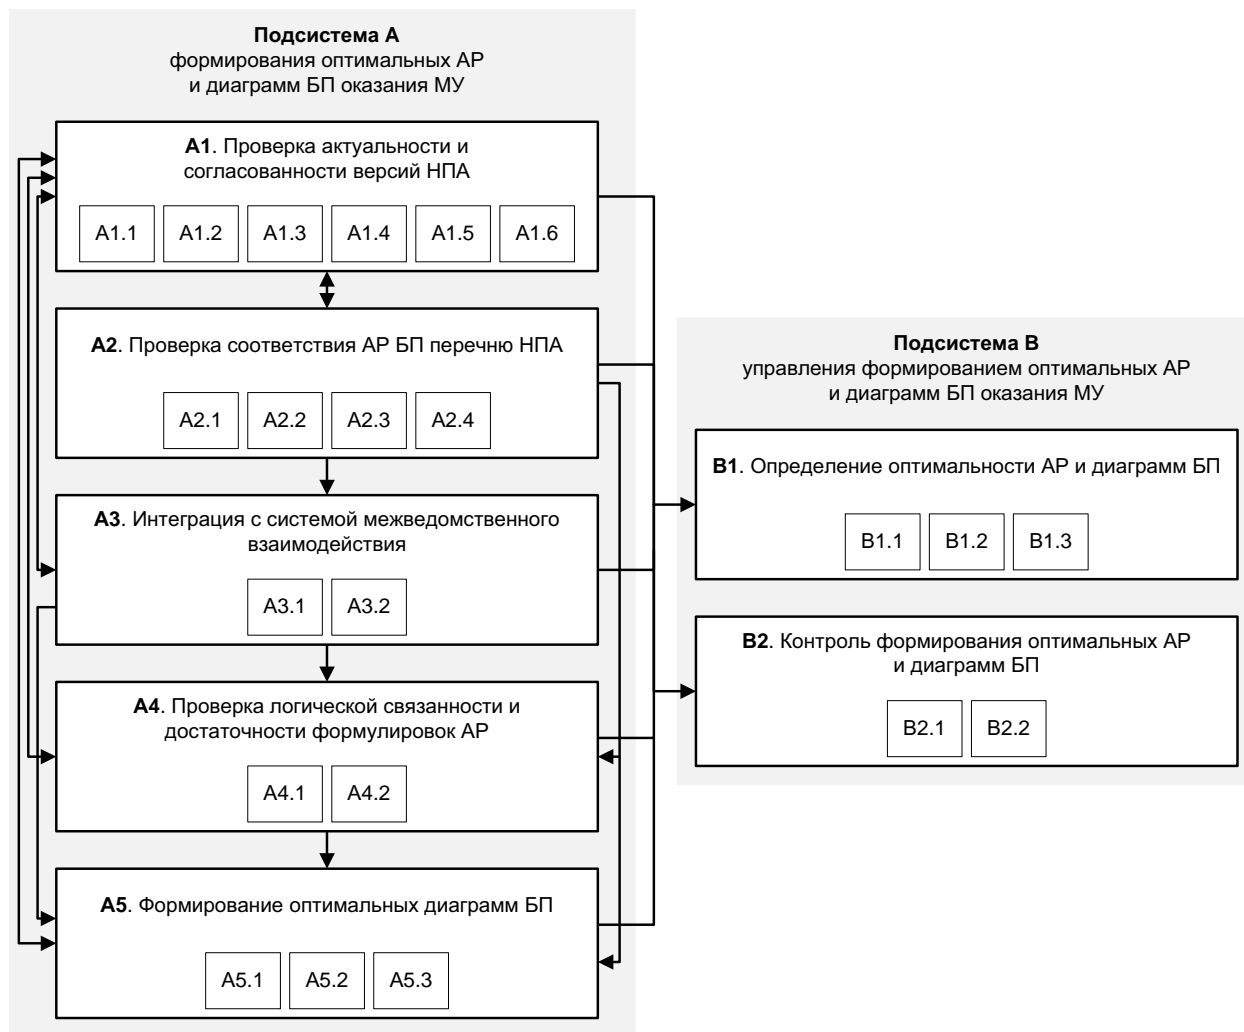 Подсистема А
формирования оптимальных АР
и диаграмм БП оказания МУ
А1. Проверка актуальности и
согласованности версий НПА
А1.1 А1.2 А1.3 А1.4 А1.5 А1.6
А2. Проверка соответствия АР БП перечню НПА
А2.1 А2.2 А2.3 А2.4
А3. Интеграция с системой межведомственного
взаимодействия
А3.1 А3.2
А4. Проверка логической связанности и
достаточности формулировок АР
А4.1 А4.2
А5. Формирование оптимальных диаграмм БП
А5.1 А5.2 А5.3
Подсистема В
управления формированием оптимальных АР
и диаграмм БП оказания МУ
В1. Определение оптимальности АР и диаграмм БП
В1.1 В1.2 В1.3
В2. Контроль формирования оптимальных АР
и диаграмм БП
В2.1 В2.2